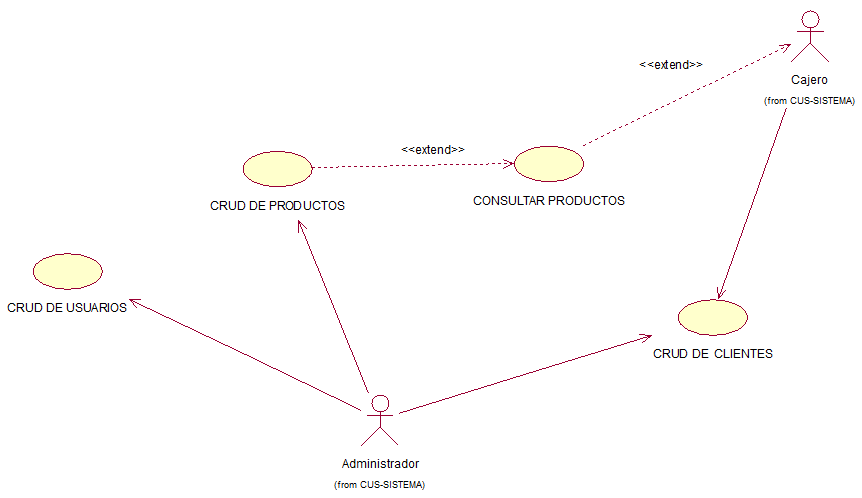 <<extend>>
Cajero
(from CUS-SISTEMA)
<<extend>>
CRUD DE PRODUCTOS
CONSULTAR PRODUCTOS
CRUD DE USUARIOS
CRUD DE CLIENTES
Administrador
(from CUS-SISTEMA)